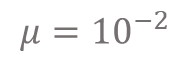 μ = 10⁻²